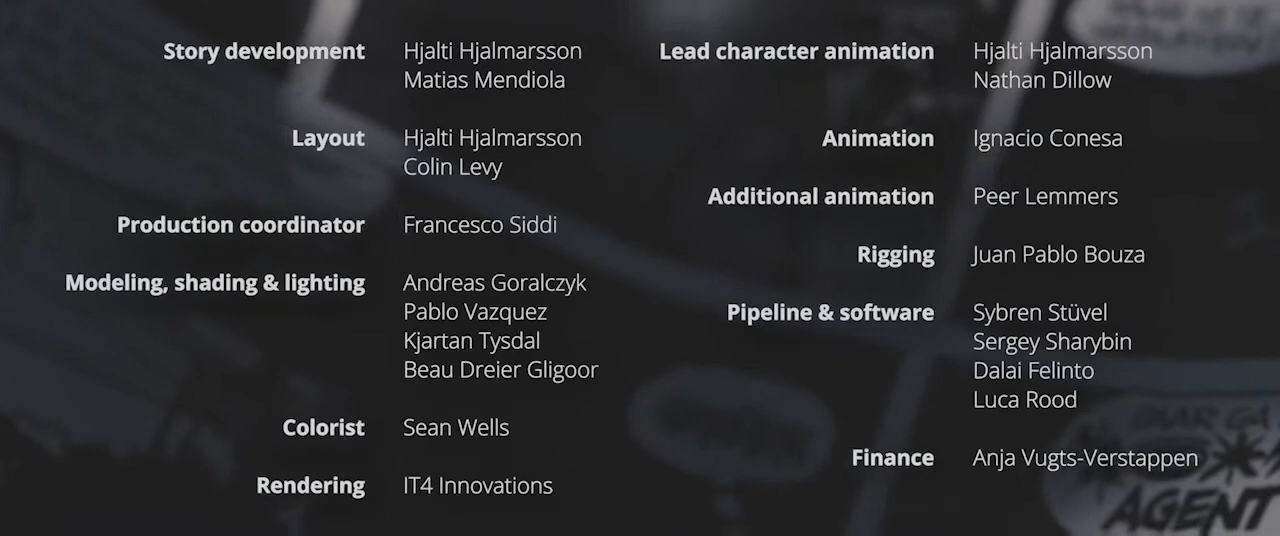 Story development Hjalti Hjalmarsson
Matias Mendiola
Layout Hjalti Hjalmarsson
Colin Levy
Production coordinator Francesco Siddi
Modeling, shading & lighting Andreas Goralczyk
Pablo Vazquez
Kjartan Tysdal
Beau Dreier Gligoor
Colorist Sean Wells
Rendering IT4 Innovations
Lead character animation Hjalti Hjalmarsson
Nathan Dillow
Animation Ignacio Conesa
Additional animation Peer Lemmers
Rigging Juan Pablo Bouza
Pipeline & software Sybren Stüvel
Sergey Sharybin
Dalai Felinto
Luca Rood
Finance Anja Vugts-Verstappen
AGENT